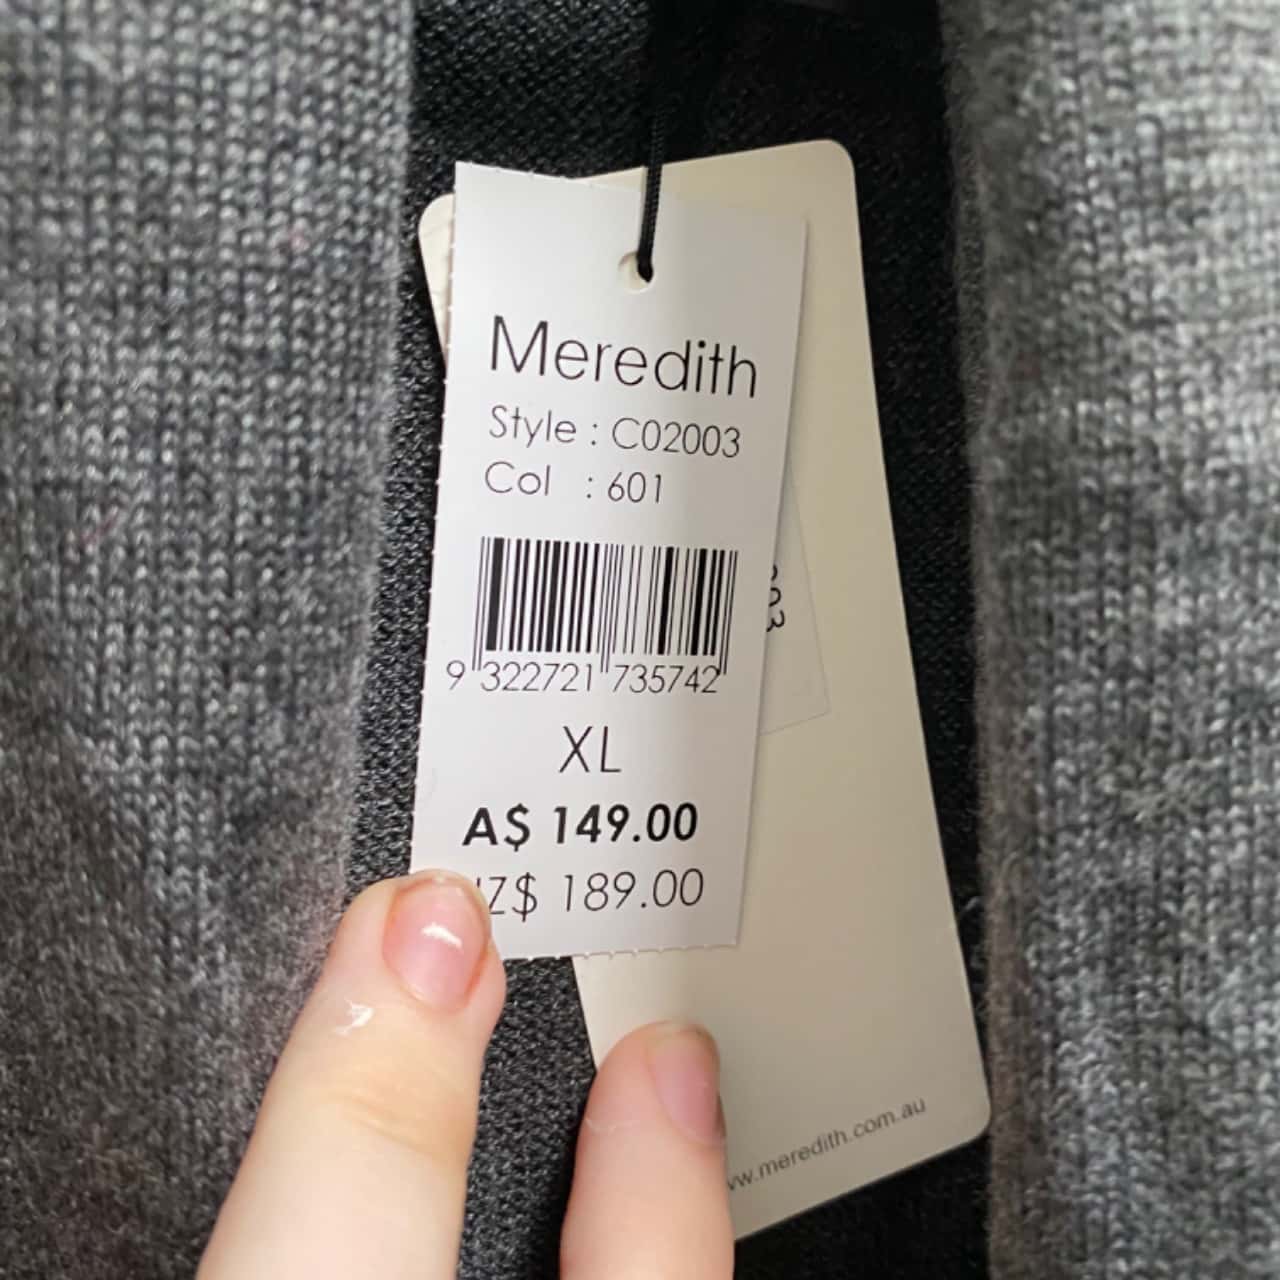 Meredith
Style : C02003
Col : 601
9 322721 735742
XL
A$ 149.00
Z$ 189.00
w.meredith.com.au